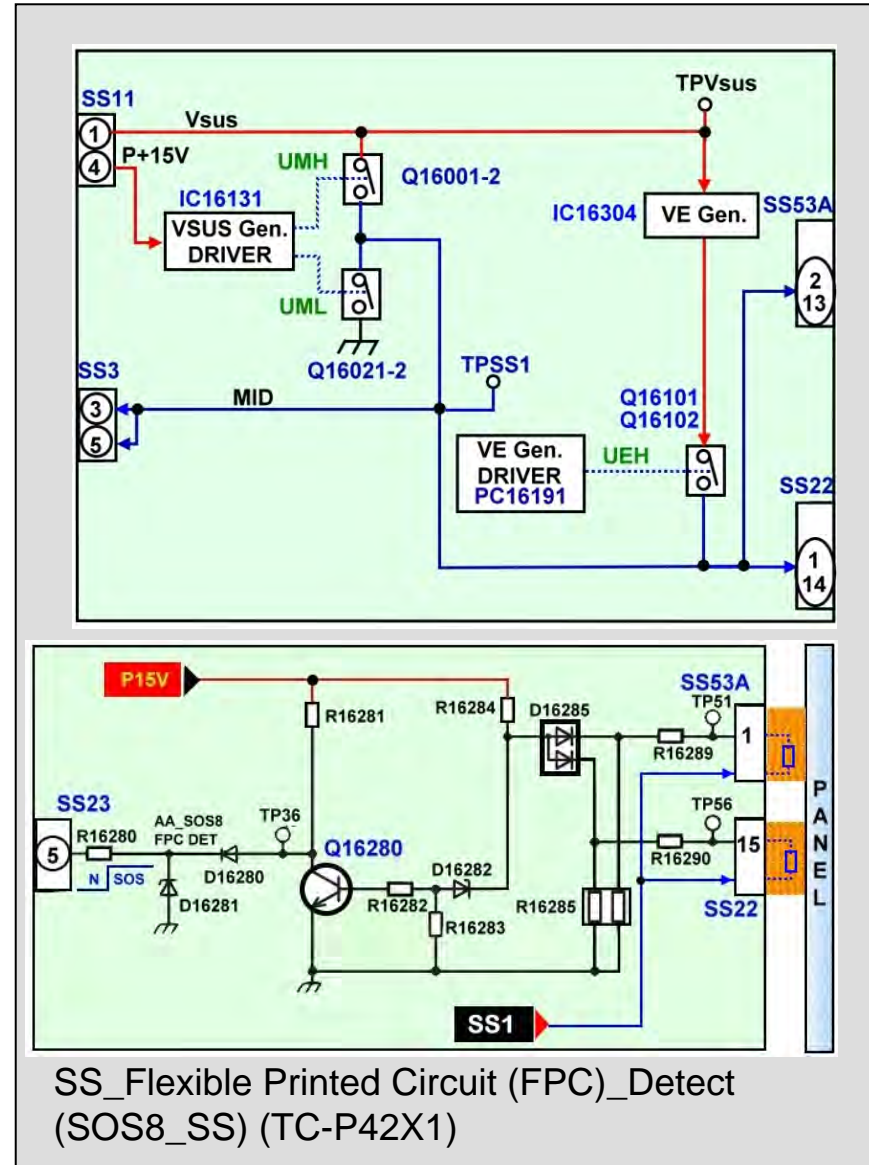 TPVsus
SS11
1
Vsus
4
P+15V
UMH
Q16001-2
IC16131
VSUS Gen.
DRIVER
IC16304
VE Gen.
SS53A
2
13
UML
Q16021-2
SS3
3
5
MID
TPSS1
Q16101
Q16102
VE Gen.
DRIVER
PC16191
UEH
SS22
1
14
P15V
R16281
R16284
D16285
SS53A
TP51
1
R16289
SS23
5
R16280
AA_SOS8
FPC DET
TP36
Q16280
N
SOS
D16280
D16281
D16282
R16282
R16283
R16285
TP56
15
R16290
SS22
PANEL
SS1
SS_Flexible Printed Circuit (FPC)_Detect
(SOS8_SS) (TC-P42X1)